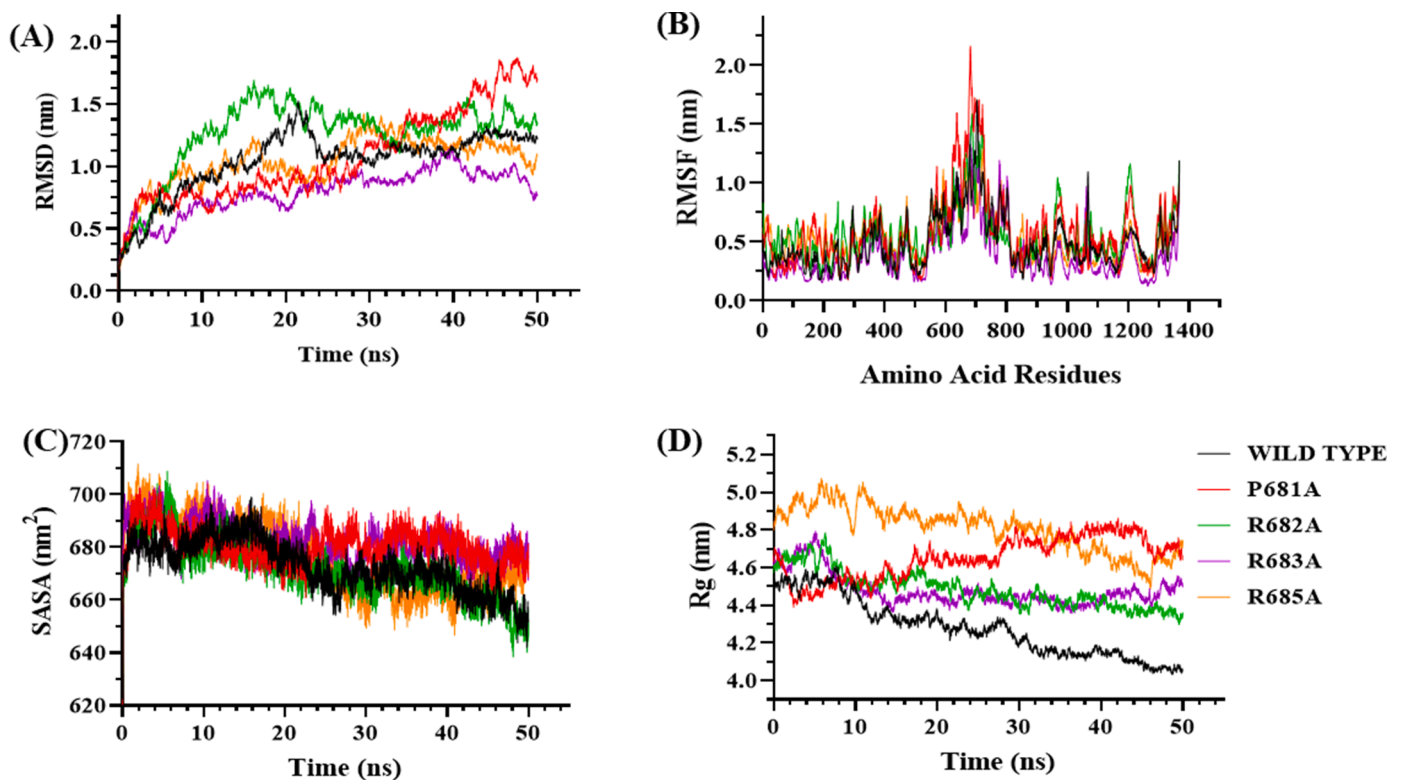 (A)
RMSD (nm)
2.0
1.5
1.0
0.5
0.0
0 10 20 30 40 50
Time (ns)
(B)
RMSF (nm)
2.0
1.5
1.0
0.5
0.0
0 200 400 600 800 1000 1200 1400
Amino Acid Residues
(C)
SASA (nm²)
720
700
680
660
640
620
0 10 20 30 40 50
Time (ns)
(D)
Rg (nm)
5.2
5.0
4.8
4.6
4.4
4.2
4.0
0 10 20 30 40 50
Time (ns)
WILD TYPE
P681A
R682A
R683A
R685A